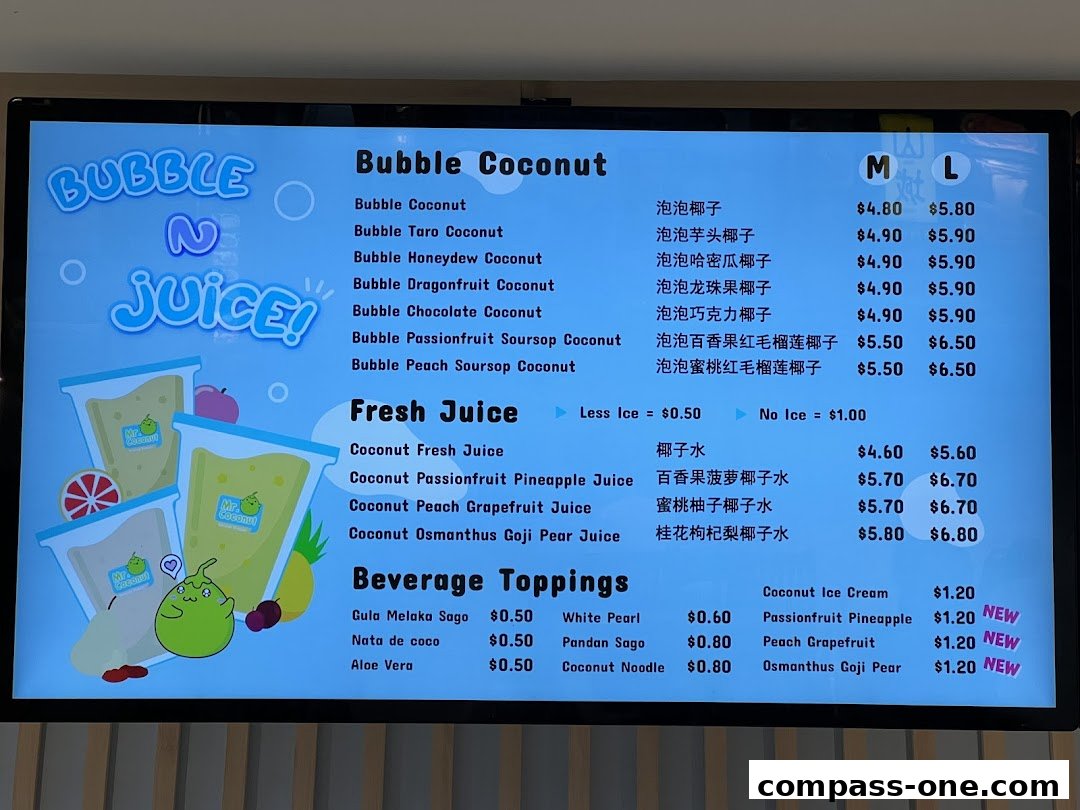 BUBBLE
N
JUICE!
Mr. Coconut
Mr. Coconut
Mr. Coconut
Bubble Coconut M L
Bubble Coconut 泡泡椰子 $4.80 $5.80
Bubble Taro Coconut 泡泡芋头椰子 $4.90 $5.90
Bubble Honeydew Coconut 泡泡哈密瓜椰子 $4.90 $5.90
Bubble Dragonfruit Coconut 泡泡龙珠果椰子 $4.90 $5.90
Bubble Chocolate Coconut 泡泡巧克力椰子 $4.90 $5.90
Bubble Passionfruit Soursop Coconut 泡泡百香果红毛榴莲椰子 $5.50 $6.50
Bubble Peach Soursop Coconut 泡泡蜜桃红毛榴莲椰子 $5.50 $6.50
Fresh Juice Less Ice = $0.50 No Ice = $1.00
Coconut Fresh Juice 椰子水 $4.60 $5.60
Coconut Passionfruit Pineapple Juice 百香果菠萝椰子水 $5.70 $6.70
Coconut Peach Grapefruit Juice 蜜桃柚子椰子水 $5.70 $6.70
Coconut Osmanthus Goji Pear Juice 桂花枸杞梨椰子水 $5.80 $6.80
Beverage Toppings
Gula Melaka Sago $0.50
Nata de coco $0.50
Aloe Vera $0.50
White Pearl $0.60
Pandan Sago $0.80
Coconut Noodle $0.80
Coconut Ice Cream $1.20
Passionfruit Pineapple $1.20 NEW
Peach Grapefruit $1.20 NEW
Osmanthus Goji Pear $1.20 NEW
compass-one.com